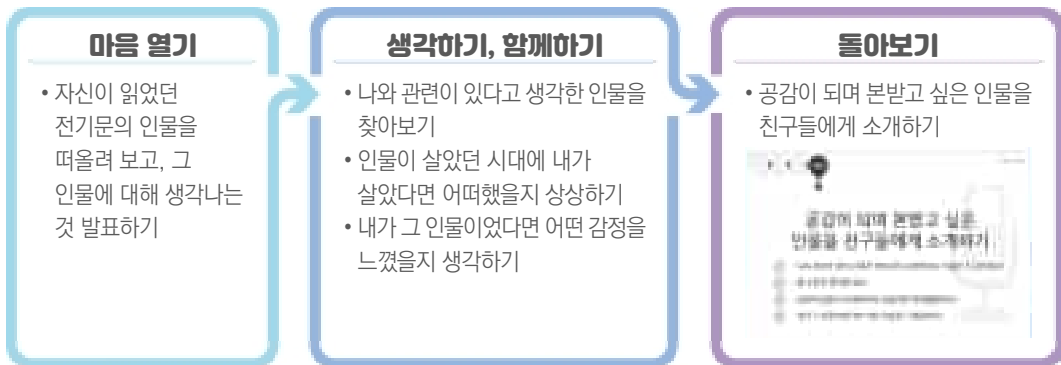 마음 열기
• 자신이 읽었던
전기문의 인물을
떠올려 보고, 그
인물에 대해 생각나는
것 발표하기
생각하기, 함께하기
• 나와 관련이 있다고 생각한 인물을
찾아보기
• 인물이 살았던 시대에 내가
살았다면 어떠했을지 상상하기
• 내가 그 인물이었다면 어떤 감정을
느꼈을지 생각하기
돌아보기
• 공감이 되며 본받고 싶은 인물을
친구들에게 소개하기
공감이 되며 본받고 싶은
인물을 친구들에게 소개하기